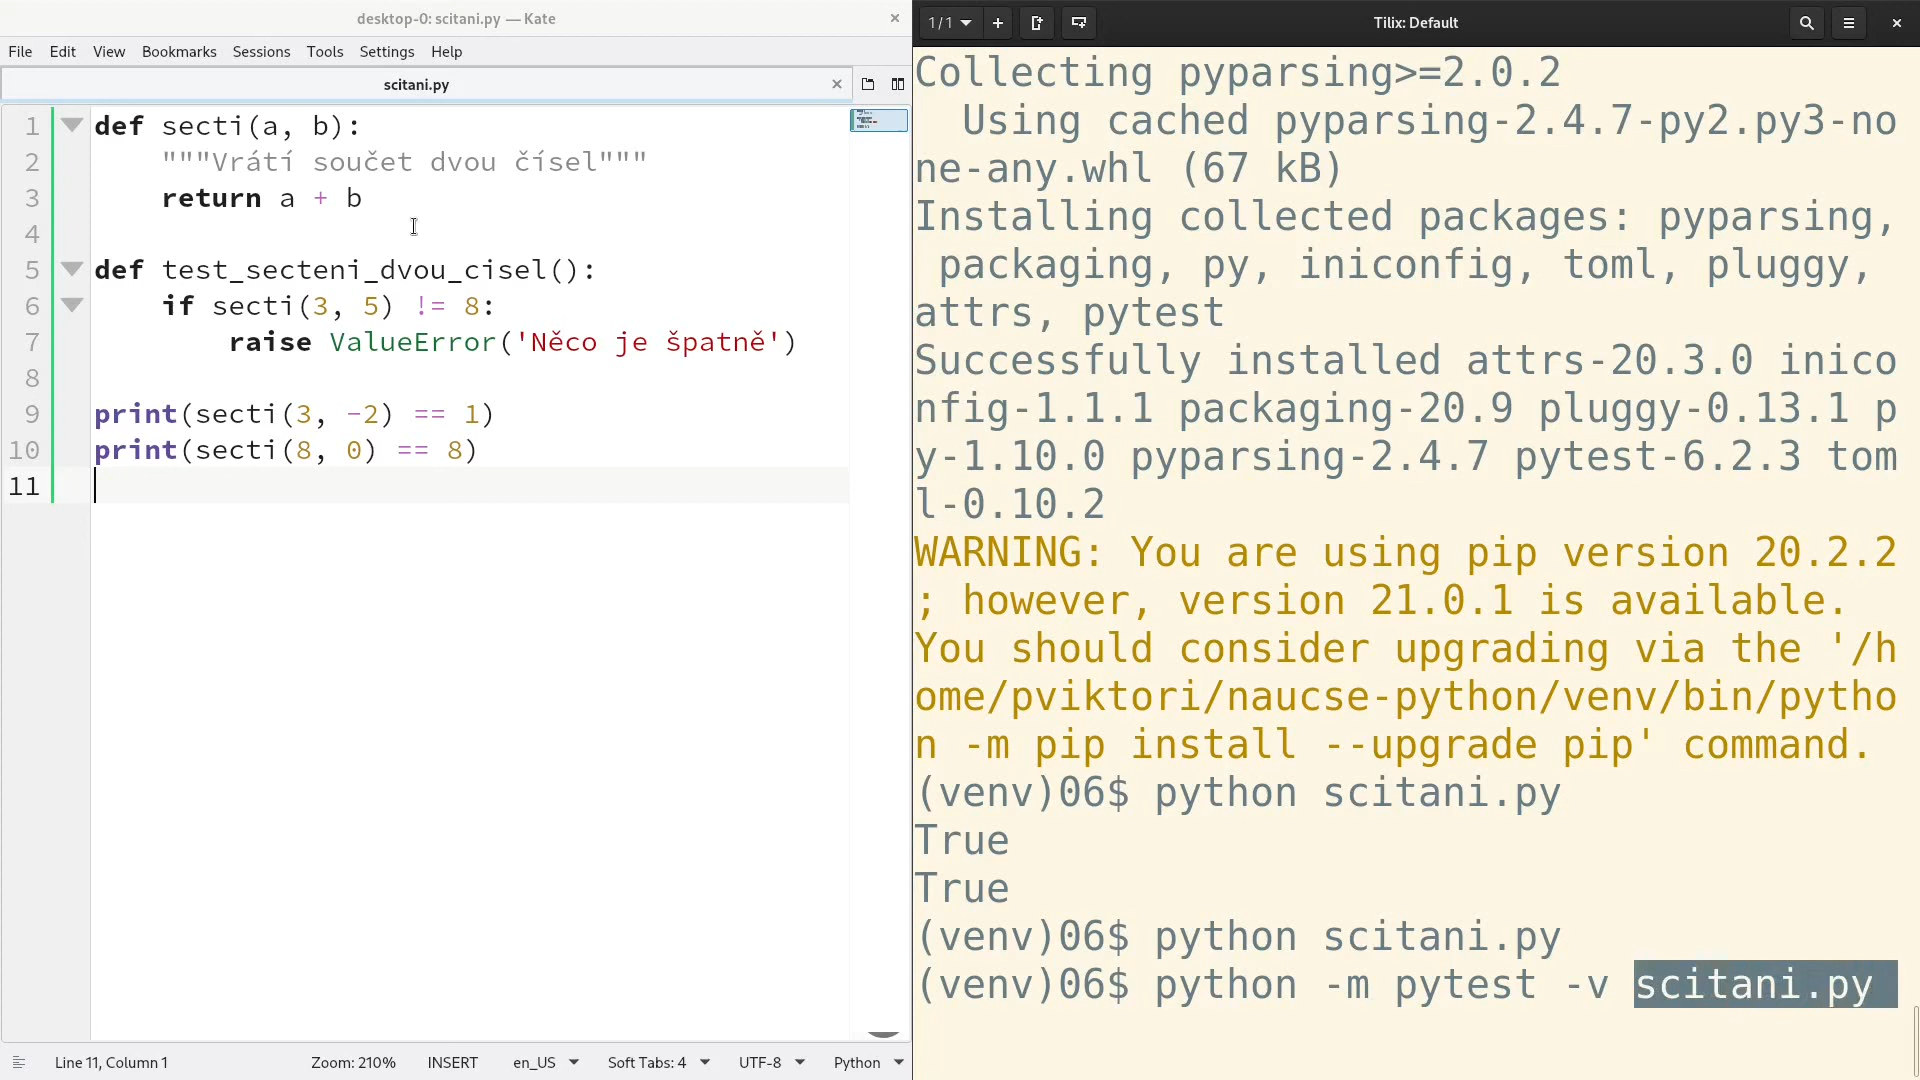 desktop-0: scitani.py — Kate
File Edit View Bookmarks Sessions Tools Settings Help
scitani.py
1 def secti(a, b):
2 """Vrátí součet dvou čísel"""
3 return a + b
4
5 def test_secteni_dvou_cisel():
6 if secti(3, 5) != 8:
7 raise ValueError('Něco je špatně')
8
9 print(secti(3, -2) == 1)
10 print(secti(8, 0) == 8)
11
Line 11, Column 1 Zoom: 210% INSERT en_US Soft Tabs: 4 UTF-8 Python
1 / 1 Tilix: Default
Collecting pyparsing>=2.0.2
Using cached pyparsing-2.4.7-py2.py3-no
ne-any.whl (67 kB)
Installing collected packages: pyparsing,
packaging, py, iniconfig, toml, pluggy,
attrs, pytest
Successfully installed attrs-20.3.0 inico
nfig-1.1.1 packaging-20.9 pluggy-0.13.1 p
y-1.10.0 pyparsing-2.4.7 pytest-6.2.3 tom
l-0.10.2
WARNING: You are using pip version 20.2.2
; however, version 21.0.1 is available.
You should consider upgrading via the '/h
ome/pviktori/naucse-python/venv/bin/pytho
n -m pip install --upgrade pip' command.
(venv)06$ python scitani.py
True
True
(venv)06$ python scitani.py
(venv)06$ python -m pytest -v scitani.py